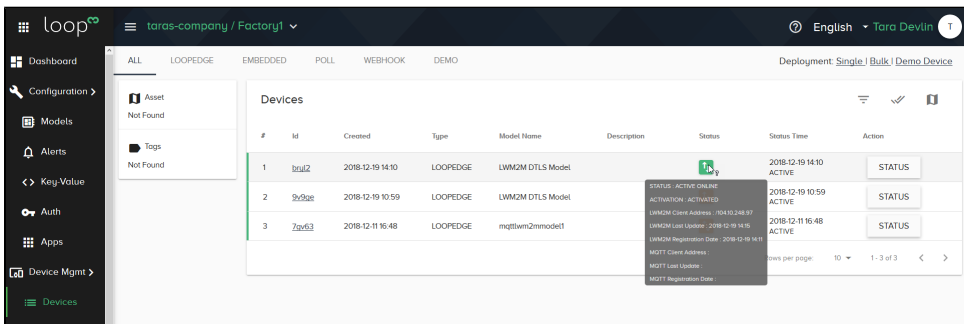 loop
taras-company / Factory1
English
Tara Devlin
T
Dashboard
Configuration >
Models
Alerts
Key-Value
Auth
Apps
Device Mgmt >
Devices
ALL LOOPEDGE EMBEDDED POLL WEBHOOK DEMO
Deployment: Single | Bulk | Demo Device
Asset
Not Found
Tags
Not Found
Devices
# Id Created Type Model Name Description Status Status Time Action
1 brul2 2018-12-19 14:10 LOOPEDGE LWM2M DTLS Model 2018-12-19 14:10 ACTIVE STATUS
2 9v9ge 2018-12-19 10:59 LOOPEDGE LWM2M DTLS Model 2018-12-19 10:59 ACTIVE STATUS
3 7gv63 2018-12-11 16:48 LOOPEDGE mqttlwm2mmodel1 2018-12-11 16:48 ACTIVE STATUS
STATUS : ACTIVE ONLINE
ACTIVATION : ACTIVATED
LWM2M Client Address : /104.10.248.97
LWM2M Last Update : 2018-12-19 14:15
LWM2M Registration Date : 2018-12-19 14:11
MQTT Client Address :
MQTT Last Update :
MQTT Registration Date :
rows per page: 10 1 - 3 of 3 < >